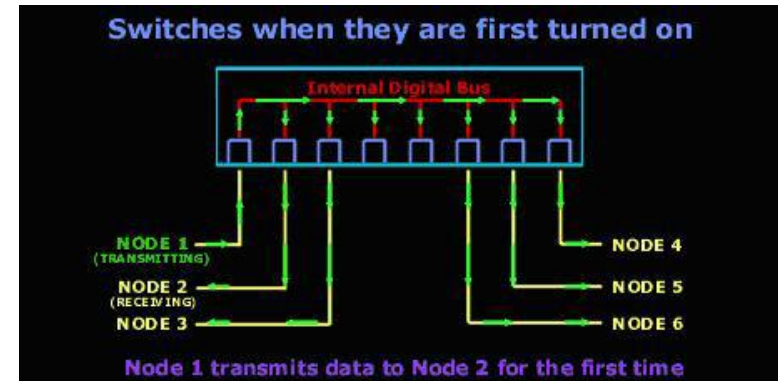 Switches when they are first turned on
Internal Digital Bus
NODE 1
(TRANSMITTING)
NODE 2
(RECEIVING)
NODE 3
NODE 4
NODE 5
NODE 6
Node 1 transmits data to Node 2 for the first time